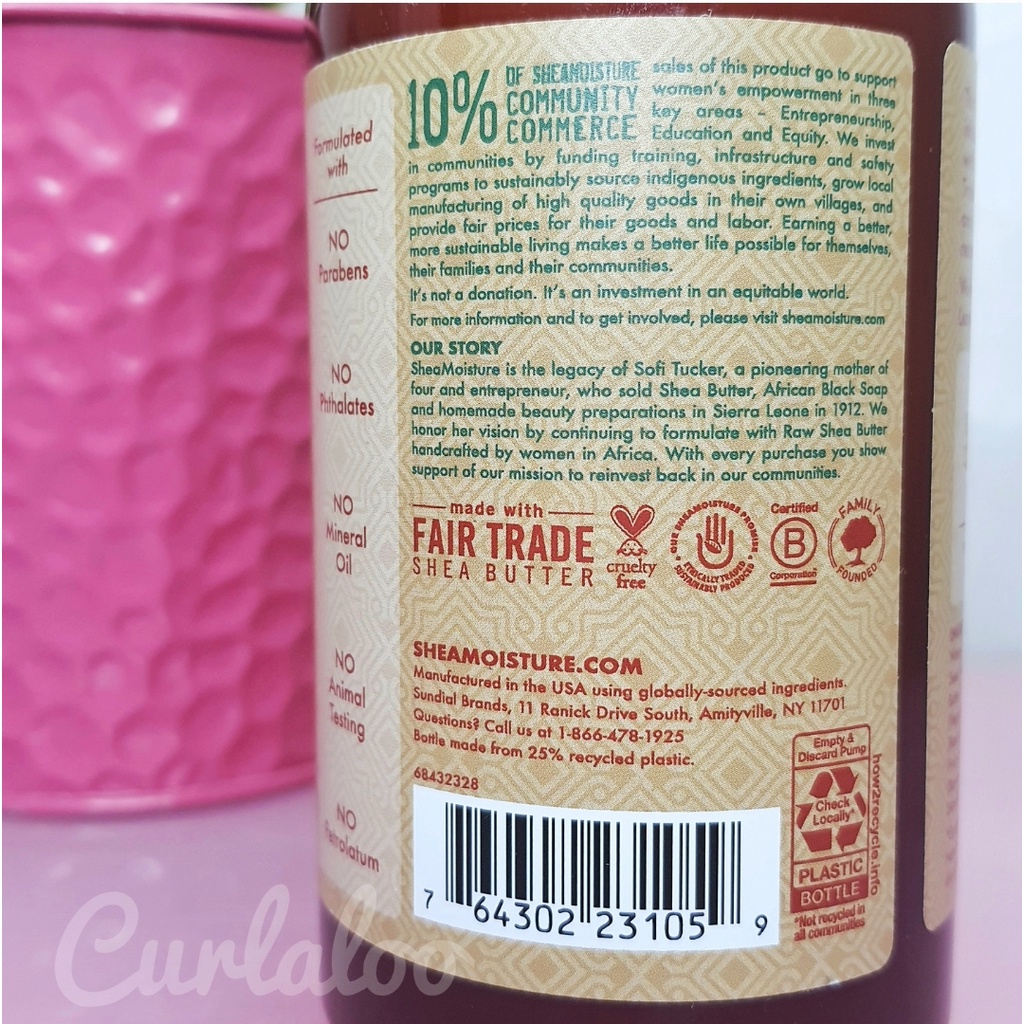 Formulated
with
NO
Parabens
NO
Phthalates
NO
Mineral
Oil
NO
Animal
Testing
NO
Petrolatum
10% OF SHEAMOISTURE
COMMUNITY
COMMERCE
sales of this product go to support
women's empowerment in three
key areas - Entrepreneurship,
Education and Equity. We invest
in communities by funding training, infrastructure and safety
programs to sustainably source indigenous ingredients, grow local
manufacturing of high quality goods in their own villages, and
provide fair prices for their goods and labor. Earning a better,
more sustainable living makes a better life possible for themselves,
their families and their communities.
It's not a donation. It's an investment in an equitable world.
For more information and to get involved, please visit sheamoisture.com
OUR STORY
SheaMoisture is the legacy of Sofi Tucker, a pioneering mother of
four and entrepreneur, who sold Shea Butter, African Black Soap
and homemade beauty preparations in Sierra Leone in 1912. We
honor her vision by continuing to formulate with Raw Shea Butter
handcrafted by women in Africa. With every purchase you show
support of our mission to reinvest back in our communities.
made with
FAIR TRADE
SHEA BUTTER
cruelty
free
OUR SHEAMOISTURE PROMISE
ETHICALLY TRADED
SUSTAINABLY PRODUCED
Certified
B
Corporation
FAMILY
FOUNDED
SHEAMOISTURE.COM
Manufactured in the USA using globally-sourced ingredients.
Sundial Brands, 11 Ranick Drive South, Amityville, NY 11701
Questions? Call us at 1-866-478-1925
Bottle made from 25% recycled plastic.
68432328
7 64302 23105 9
Empty &
Discard Pump
Check
Locally*
PLASTIC
BOTTLE
*Not recycled in
all communities
how2recycle.info
Curlaloo